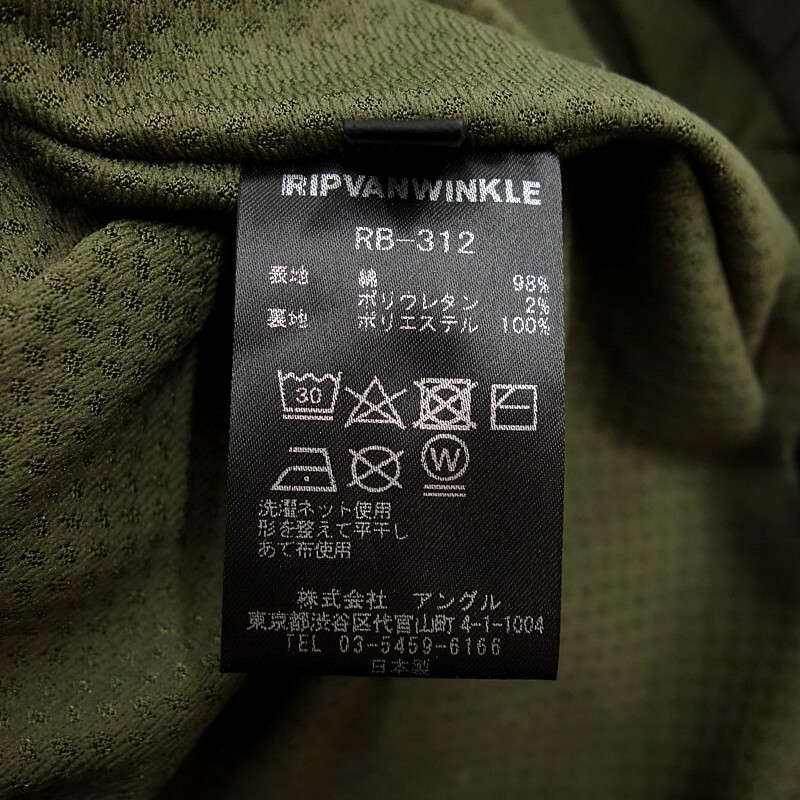 RIPVANWINKLE
RB-312
表地 綿 98%
ポリウレタン 2%
裏地 ポリエステル 100%
30
W
洗濯ネット使用
形を整えて平干し
あて布使用
株式会社 アングル
東京都渋谷区代官山町4-1-1004
TEL 03-5459-6166
日本製